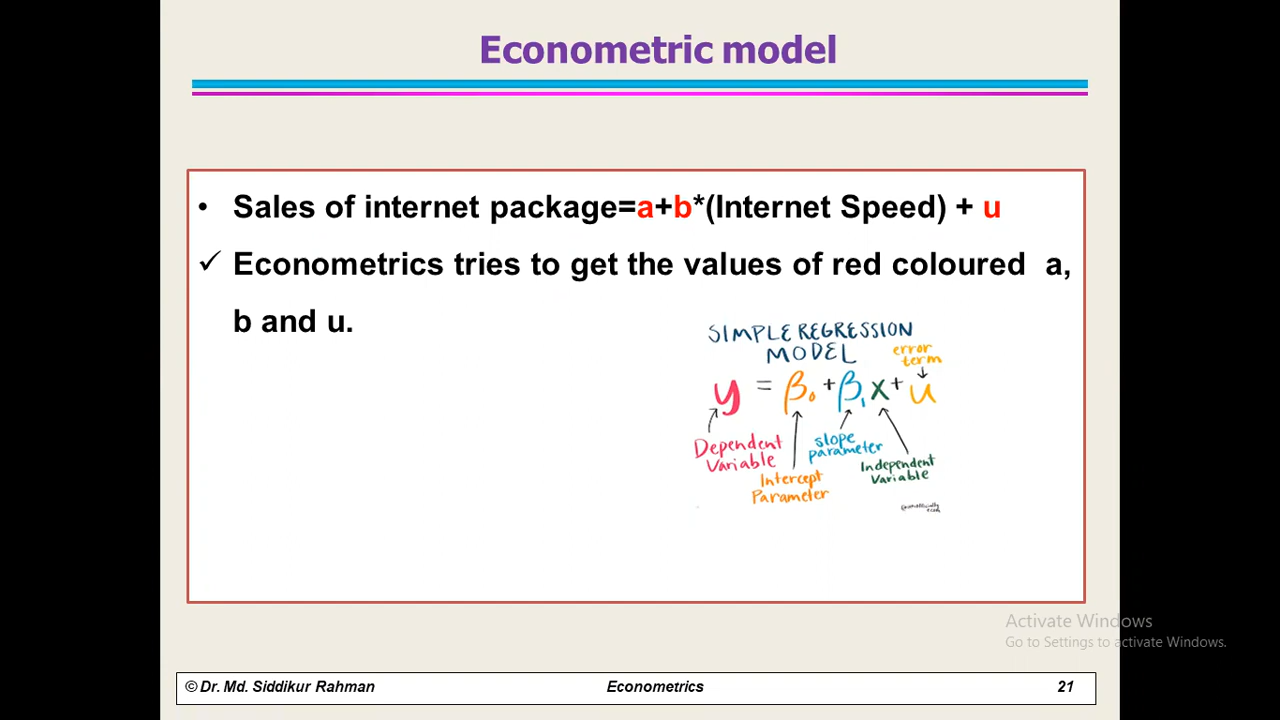 Econometric model
• Sales of internet package=a+b*(Internet Speed) + u
✓ Econometrics tries to get the values of red coloured a,
b and u.
SIMPLE REGRESSION
MODEL
error
term
y = β₀ + β₁ x + u
Dependent
Variable
Intercept
Parameter
slope
parameter
Independent
Variable
Activate Windows
Go to Settings to activate Windows.
© Dr. Md. Siddikur Rahman Econometrics 21